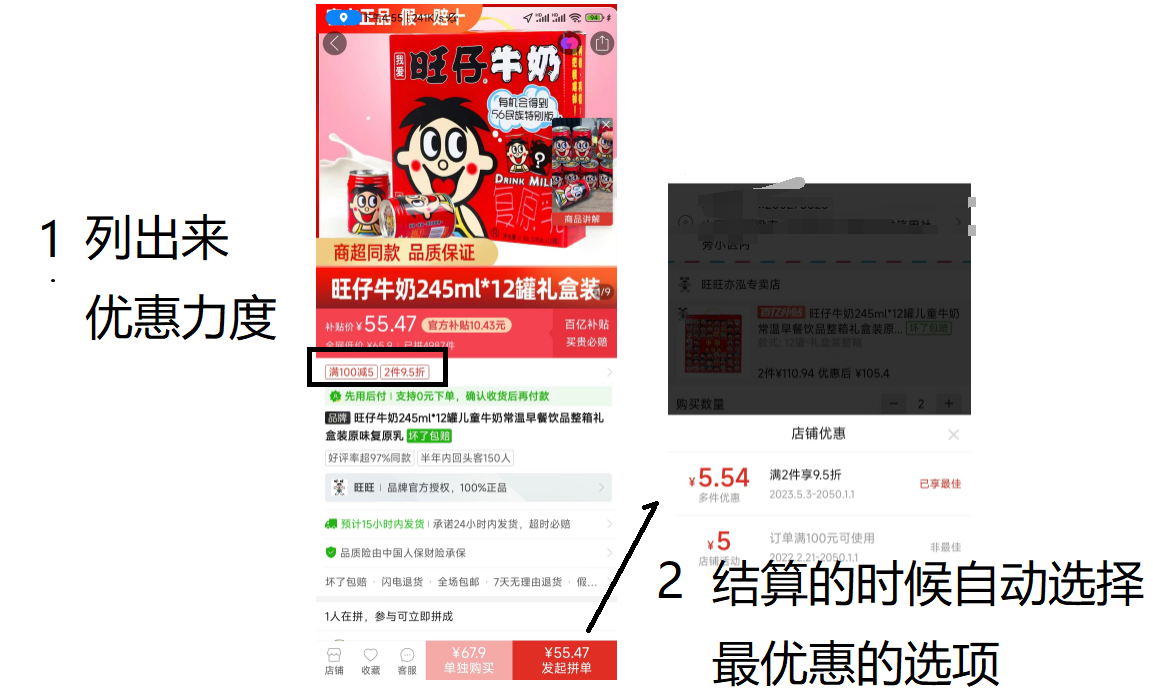 1 列出来
优惠力度
4:55 | 241K/s
94
我爱
旺仔牛奶
有机会得到
56民族特别版
DRINK MIL
商品讲解
商超同款 品质保证
旺仔牛奶245ml*12罐礼盒装
/9
补贴价 ¥55.47 官方补贴10.43元
百亿补贴
买贵必赔
全网低价 ¥65.9 | 已拼4987件
满100减5 2件9.5折
先用后付 | 支持0元下单，确认收货后再付款
品牌 旺仔牛奶245ml*12罐儿童牛奶常温早餐饮品整箱礼
盒装原味复原乳 坏了包赔
好评率超97%同款 半年内回头客150人
旺旺 | 品牌官方授权，100%正品
预计15小时内发货 | 承诺24小时内发货，超时必赔
品质险由中国人保财险承保
坏了包赔 · 闪电退货 · 全场包邮 · 7天无理由退货 · 假...
1人在拼，参与可立即拼成
店铺
收藏
客服
¥67.9
单独购买
¥55.47
发起拼单
旁小区内
旺旺亦泓专卖店
百亿补贴 旺仔牛奶245ml*12罐儿童牛奶
常温早餐饮品整箱礼盒装原... 坏了包赔
款式: 12罐-礼盒装整箱
2件¥110.94 优惠后 ¥105.4
购买数量
− 2 +
店铺优惠
¥5.54
多件优惠
满2件享9.5折
2023.5.3-2050.1.1
已享最佳
¥5
店铺活动
订单满100元可使用
2022.2.21-2050.1.1
非最佳
2 结算的时候自动选择
最优惠的选项